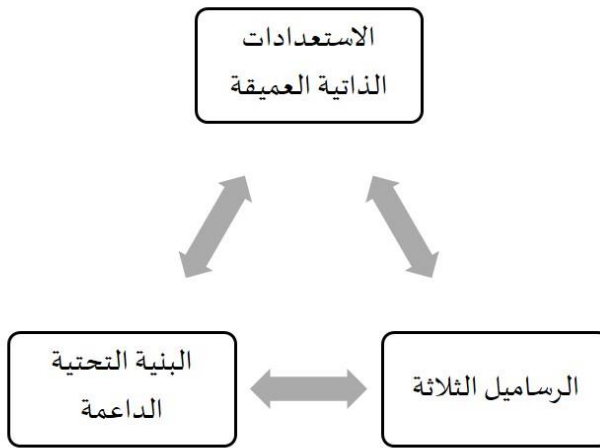 الاستعدادات
الذاتية العميقة
الرساميل الثلاثة
البنية التحتية
الداعمة